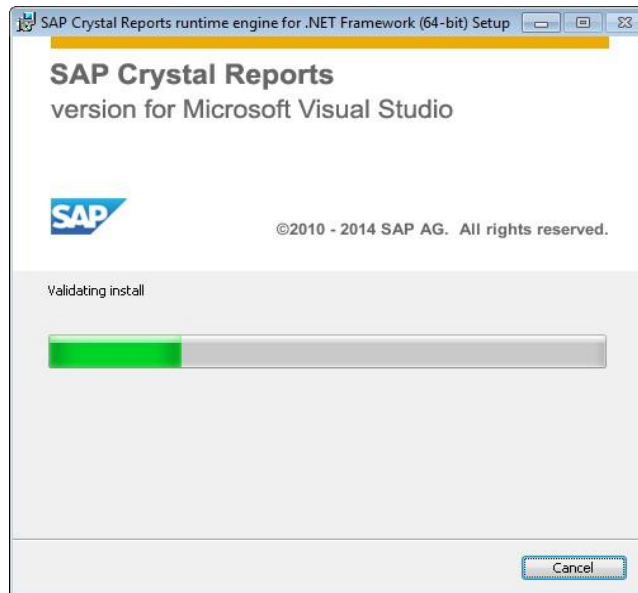 SAP Crystal Reports runtime engine for .NET Framework (64-bit) Setup
SAP Crystal Reports
version for Microsoft Visual Studio
SAP
©2010 - 2014 SAP AG. All rights reserved.
Validating install
Cancel